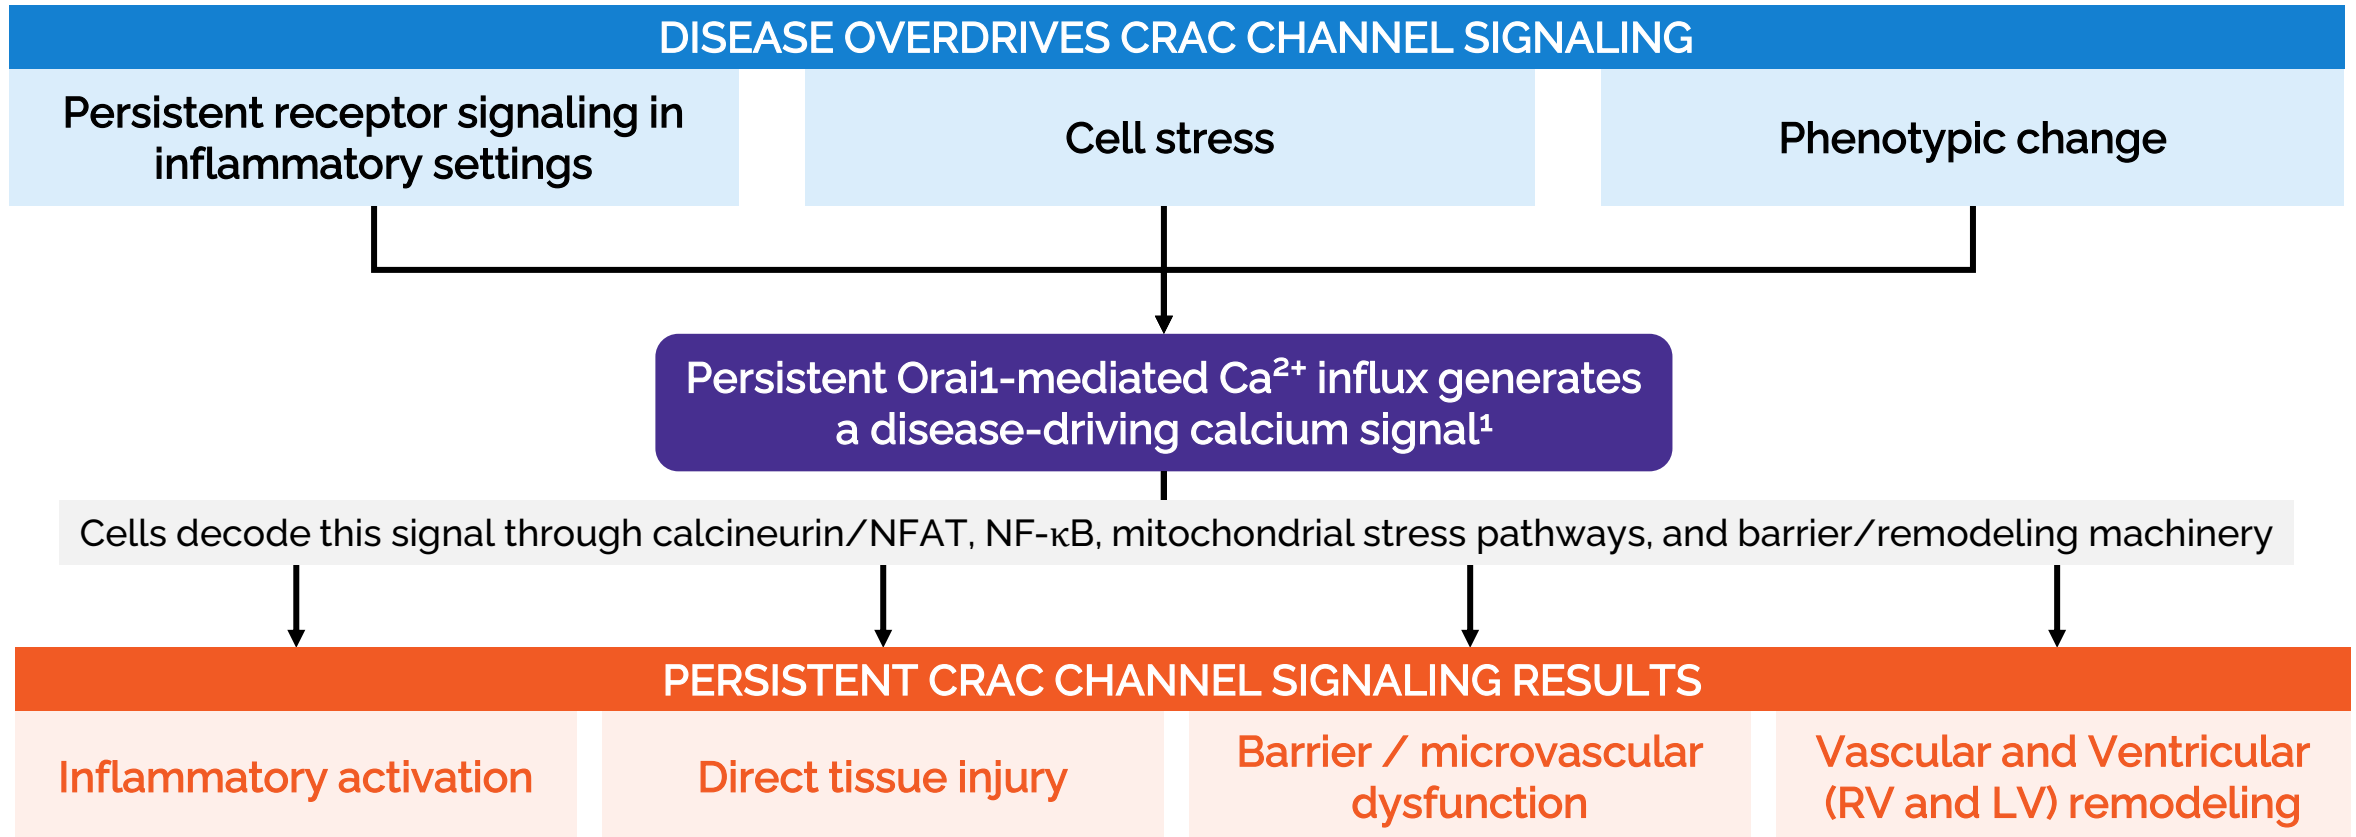 DISEASE OVERDRIVES CRAC CHANNEL SIGNALING
Persistent receptor signaling in
inflammatory settings
Cell stress
Phenotypic change
Persistent Orai1-mediated Ca²⁺ influx generates
a disease-driving calcium signal¹
Cells decode this signal through calcineurin/NFAT, NF-κB, mitochondrial stress pathways, and barrier/remodeling machinery
PERSISTENT CRAC CHANNEL SIGNALING RESULTS
Inflammatory activation
Direct tissue injury
Barrier / microvascular
dysfunction
Vascular and Ventricular
(RV and LV) remodeling